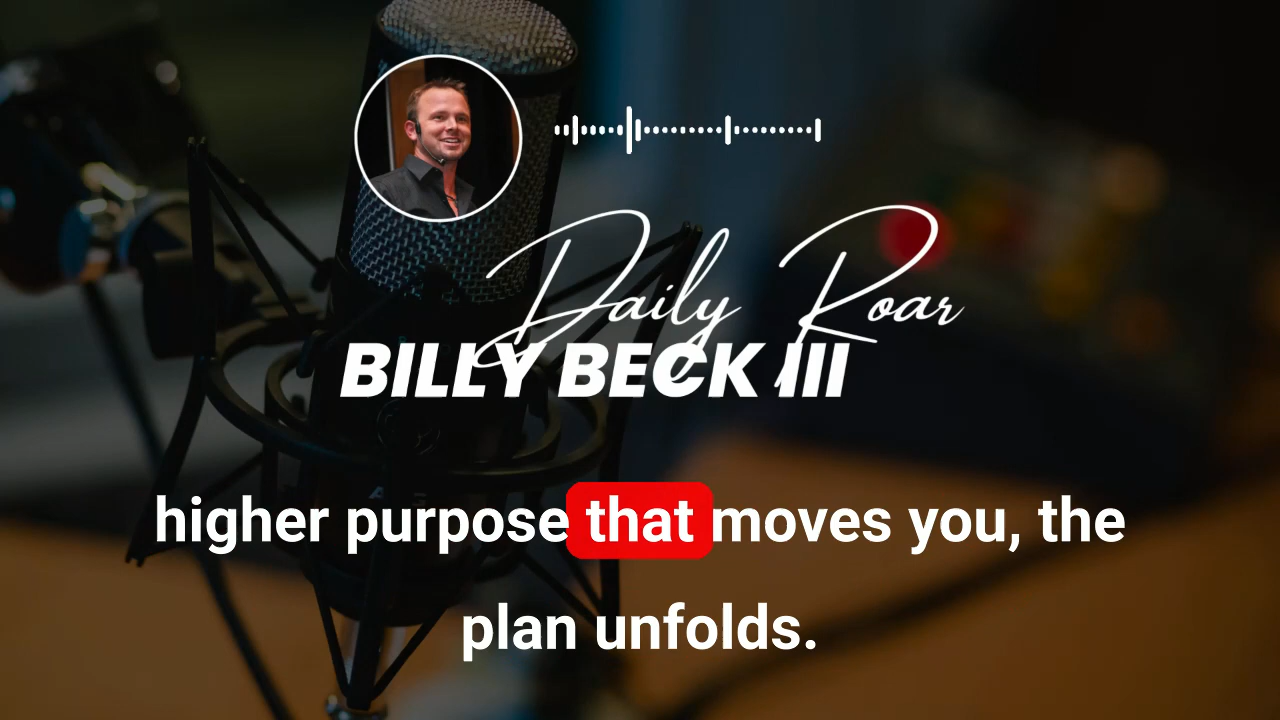 Daily Roar
BILLY BECK III
higher purpose that moves you, the
plan unfolds.